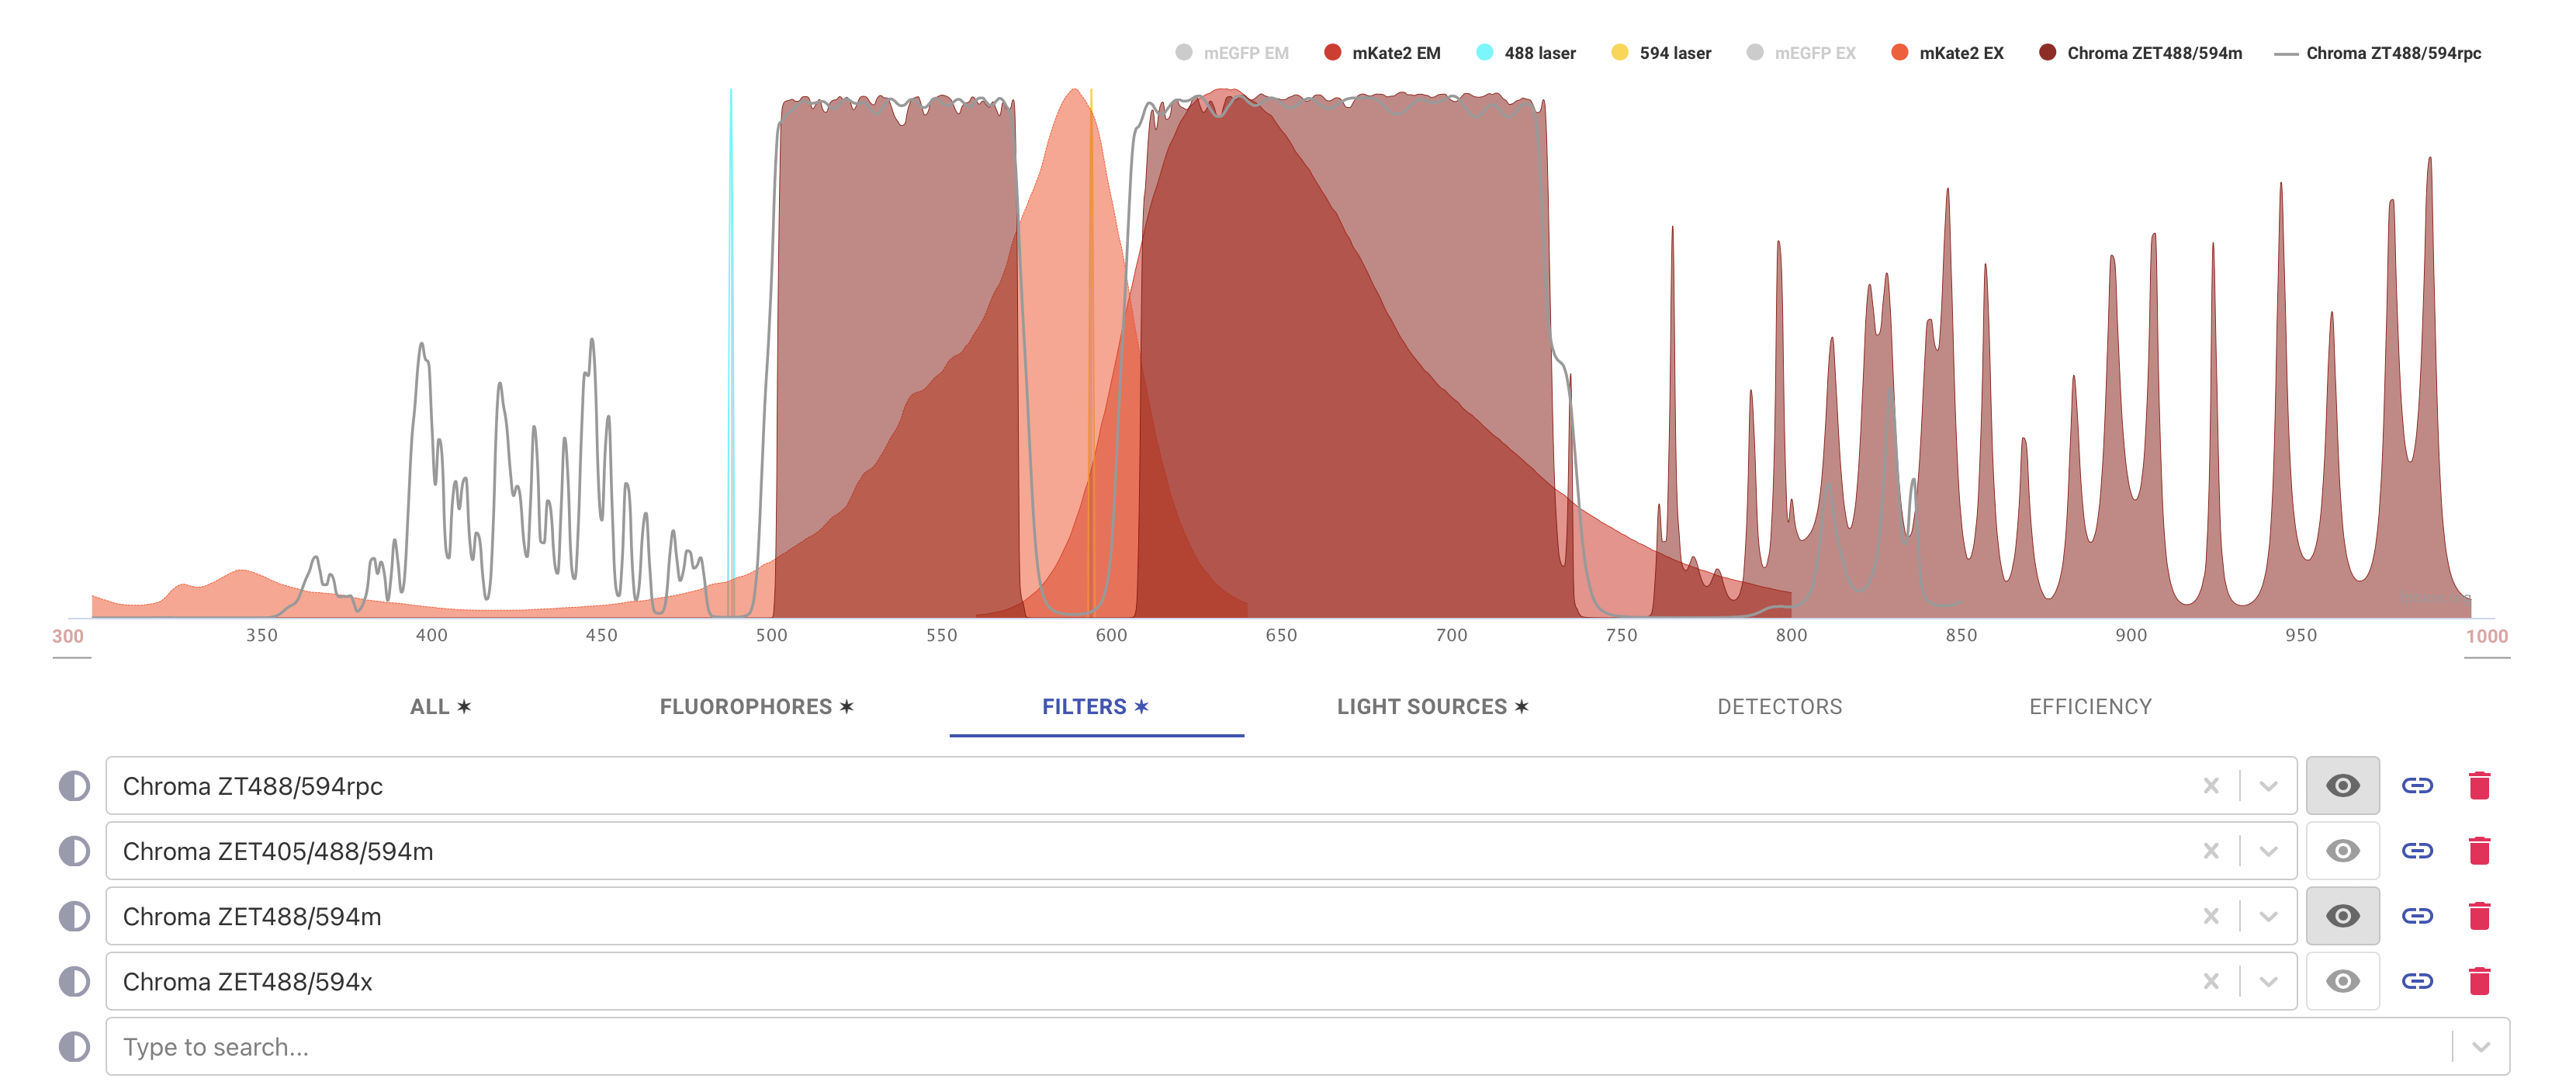 mEGFP EM mKate2 EM 488 laser 594 laser mEGFP EX mKate2 EX Chroma ZET488/594m Chroma ZT488/594rpc
300 350 400 450 500 550 600 650 700 750 800 850 900 950 1000
ALL ✶ FLUOROPHORES ✶ FILTERS ✶ LIGHT SOURCES ✶ DETECTORS EFFICIENCY
Chroma ZT488/594rpc
Chroma ZET405/488/594m
Chroma ZET488/594m
Chroma ZET488/594x
Type to search...